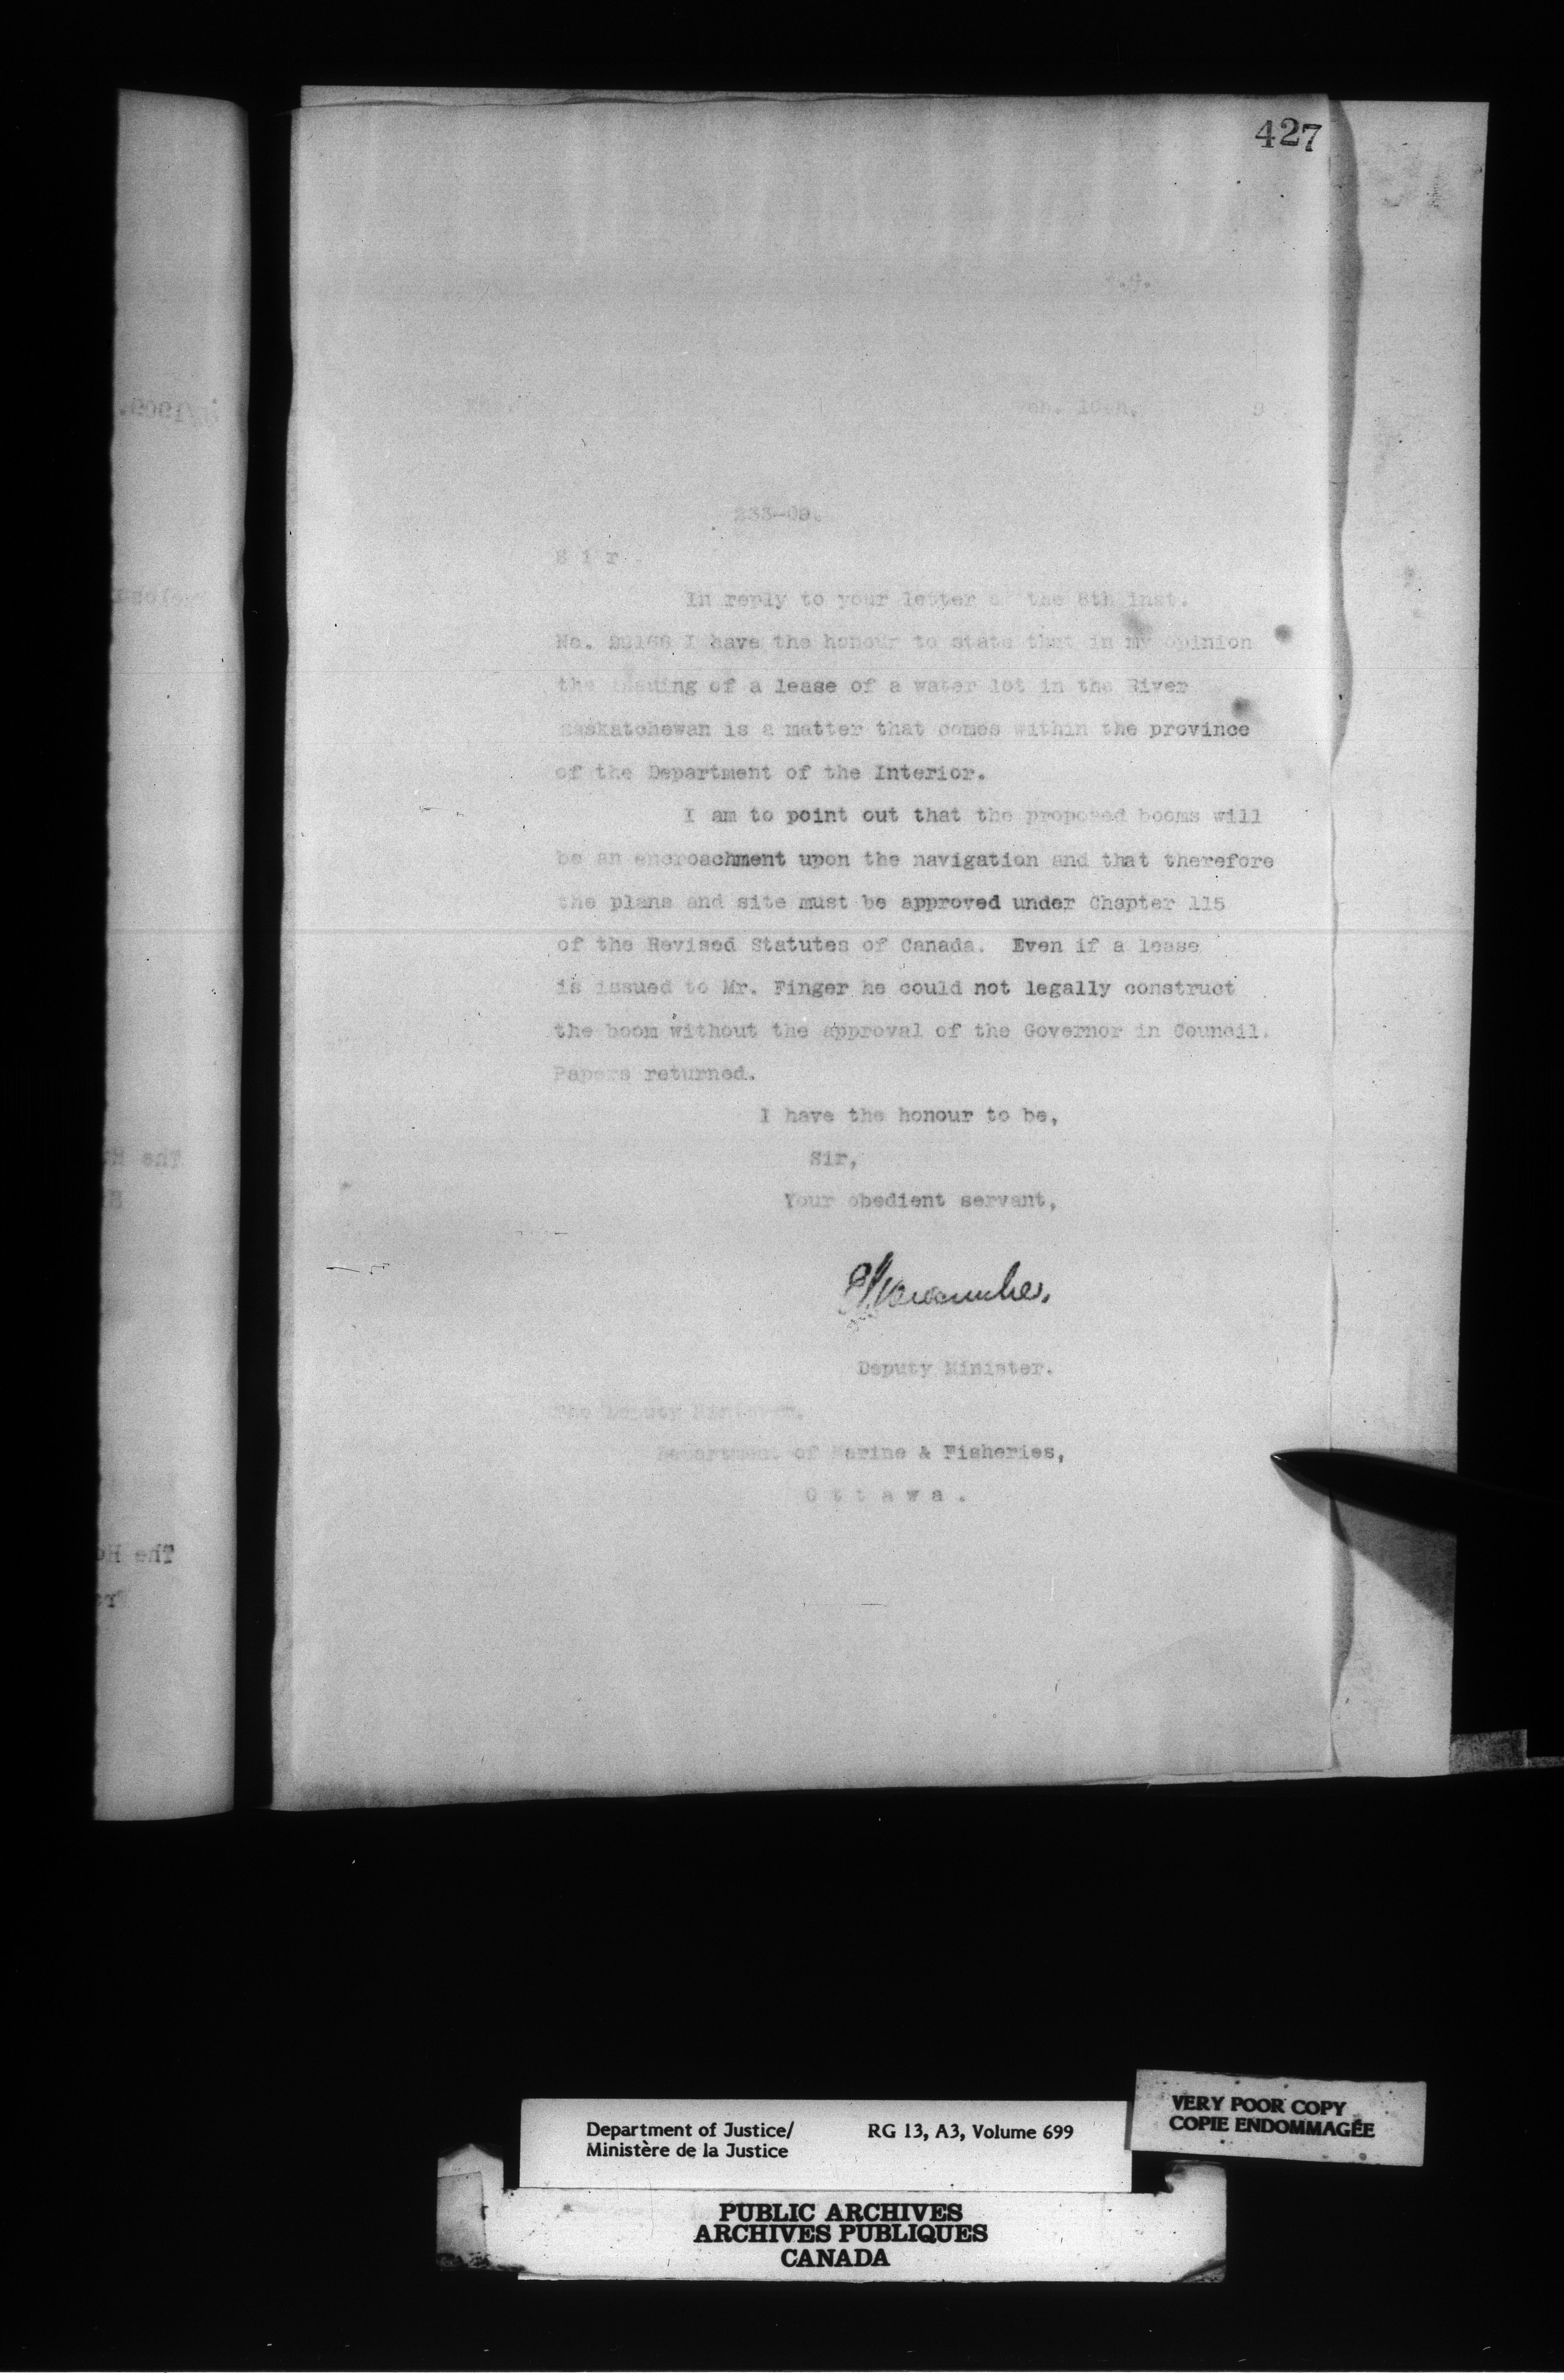 427
10th. 9
233-09.
S i r
In reply to your letter of the 8th inst.
No. 22166 I have the honour to state that in my opinion
the issuing of a lease of a water lot in the River
Saskatchewan is a matter that comes within the province
of the Department of the Interior.
I am to point out that the proposed booms will
be an encroachment upon the navigation and that therefore
the plans and site must be approved under Chapter 115
of the Revised Statutes of Canada. Even if a lease
is issued to Mr. Finger he could not legally construct
the boom without the approval of the Governor in Council.
Papers returned.
I have the honour to be,
Sir,
Your obedient servant,
Deputy Minister.
The Deputy Minister.
Department of Marine & Fisheries,
O t t a w a .
Department of Justice/ RG 13, A3, Volume 699
Ministère de la Justice
VERY POOR COPY
COPIE ENDOMMAGÉE
PUBLIC ARCHIVES
ARCHIVES PUBLIQUES
CANADA